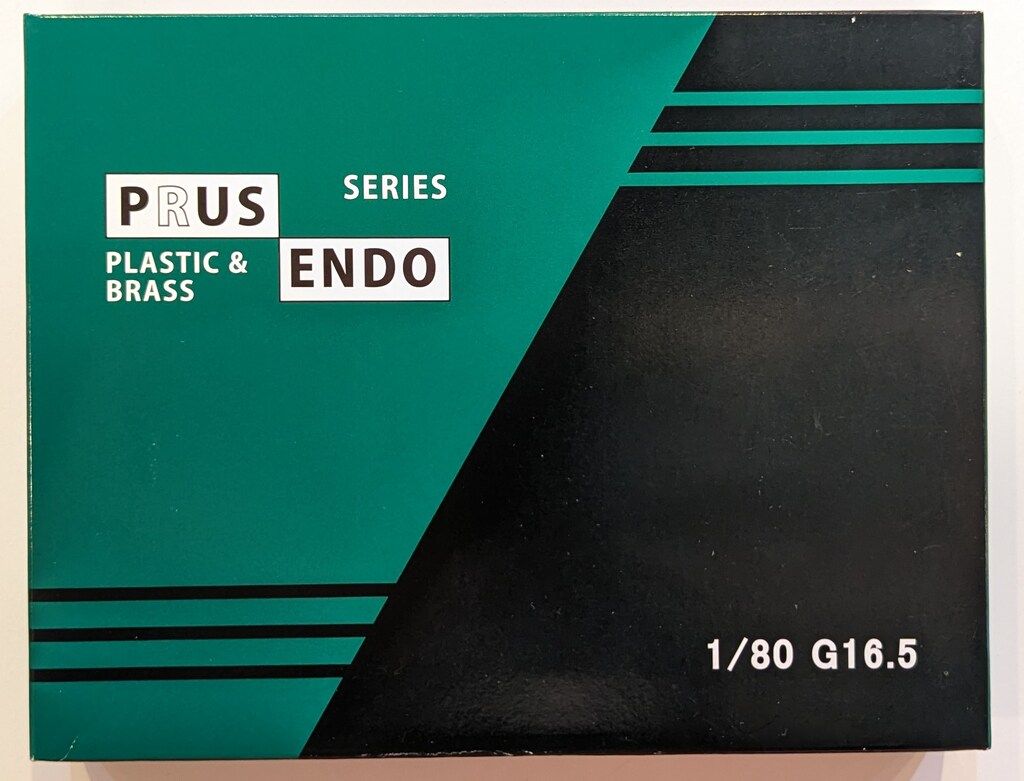 PRUS
SERIES
PLASTIC &
BRASS
ENDO
1/80 G16.5